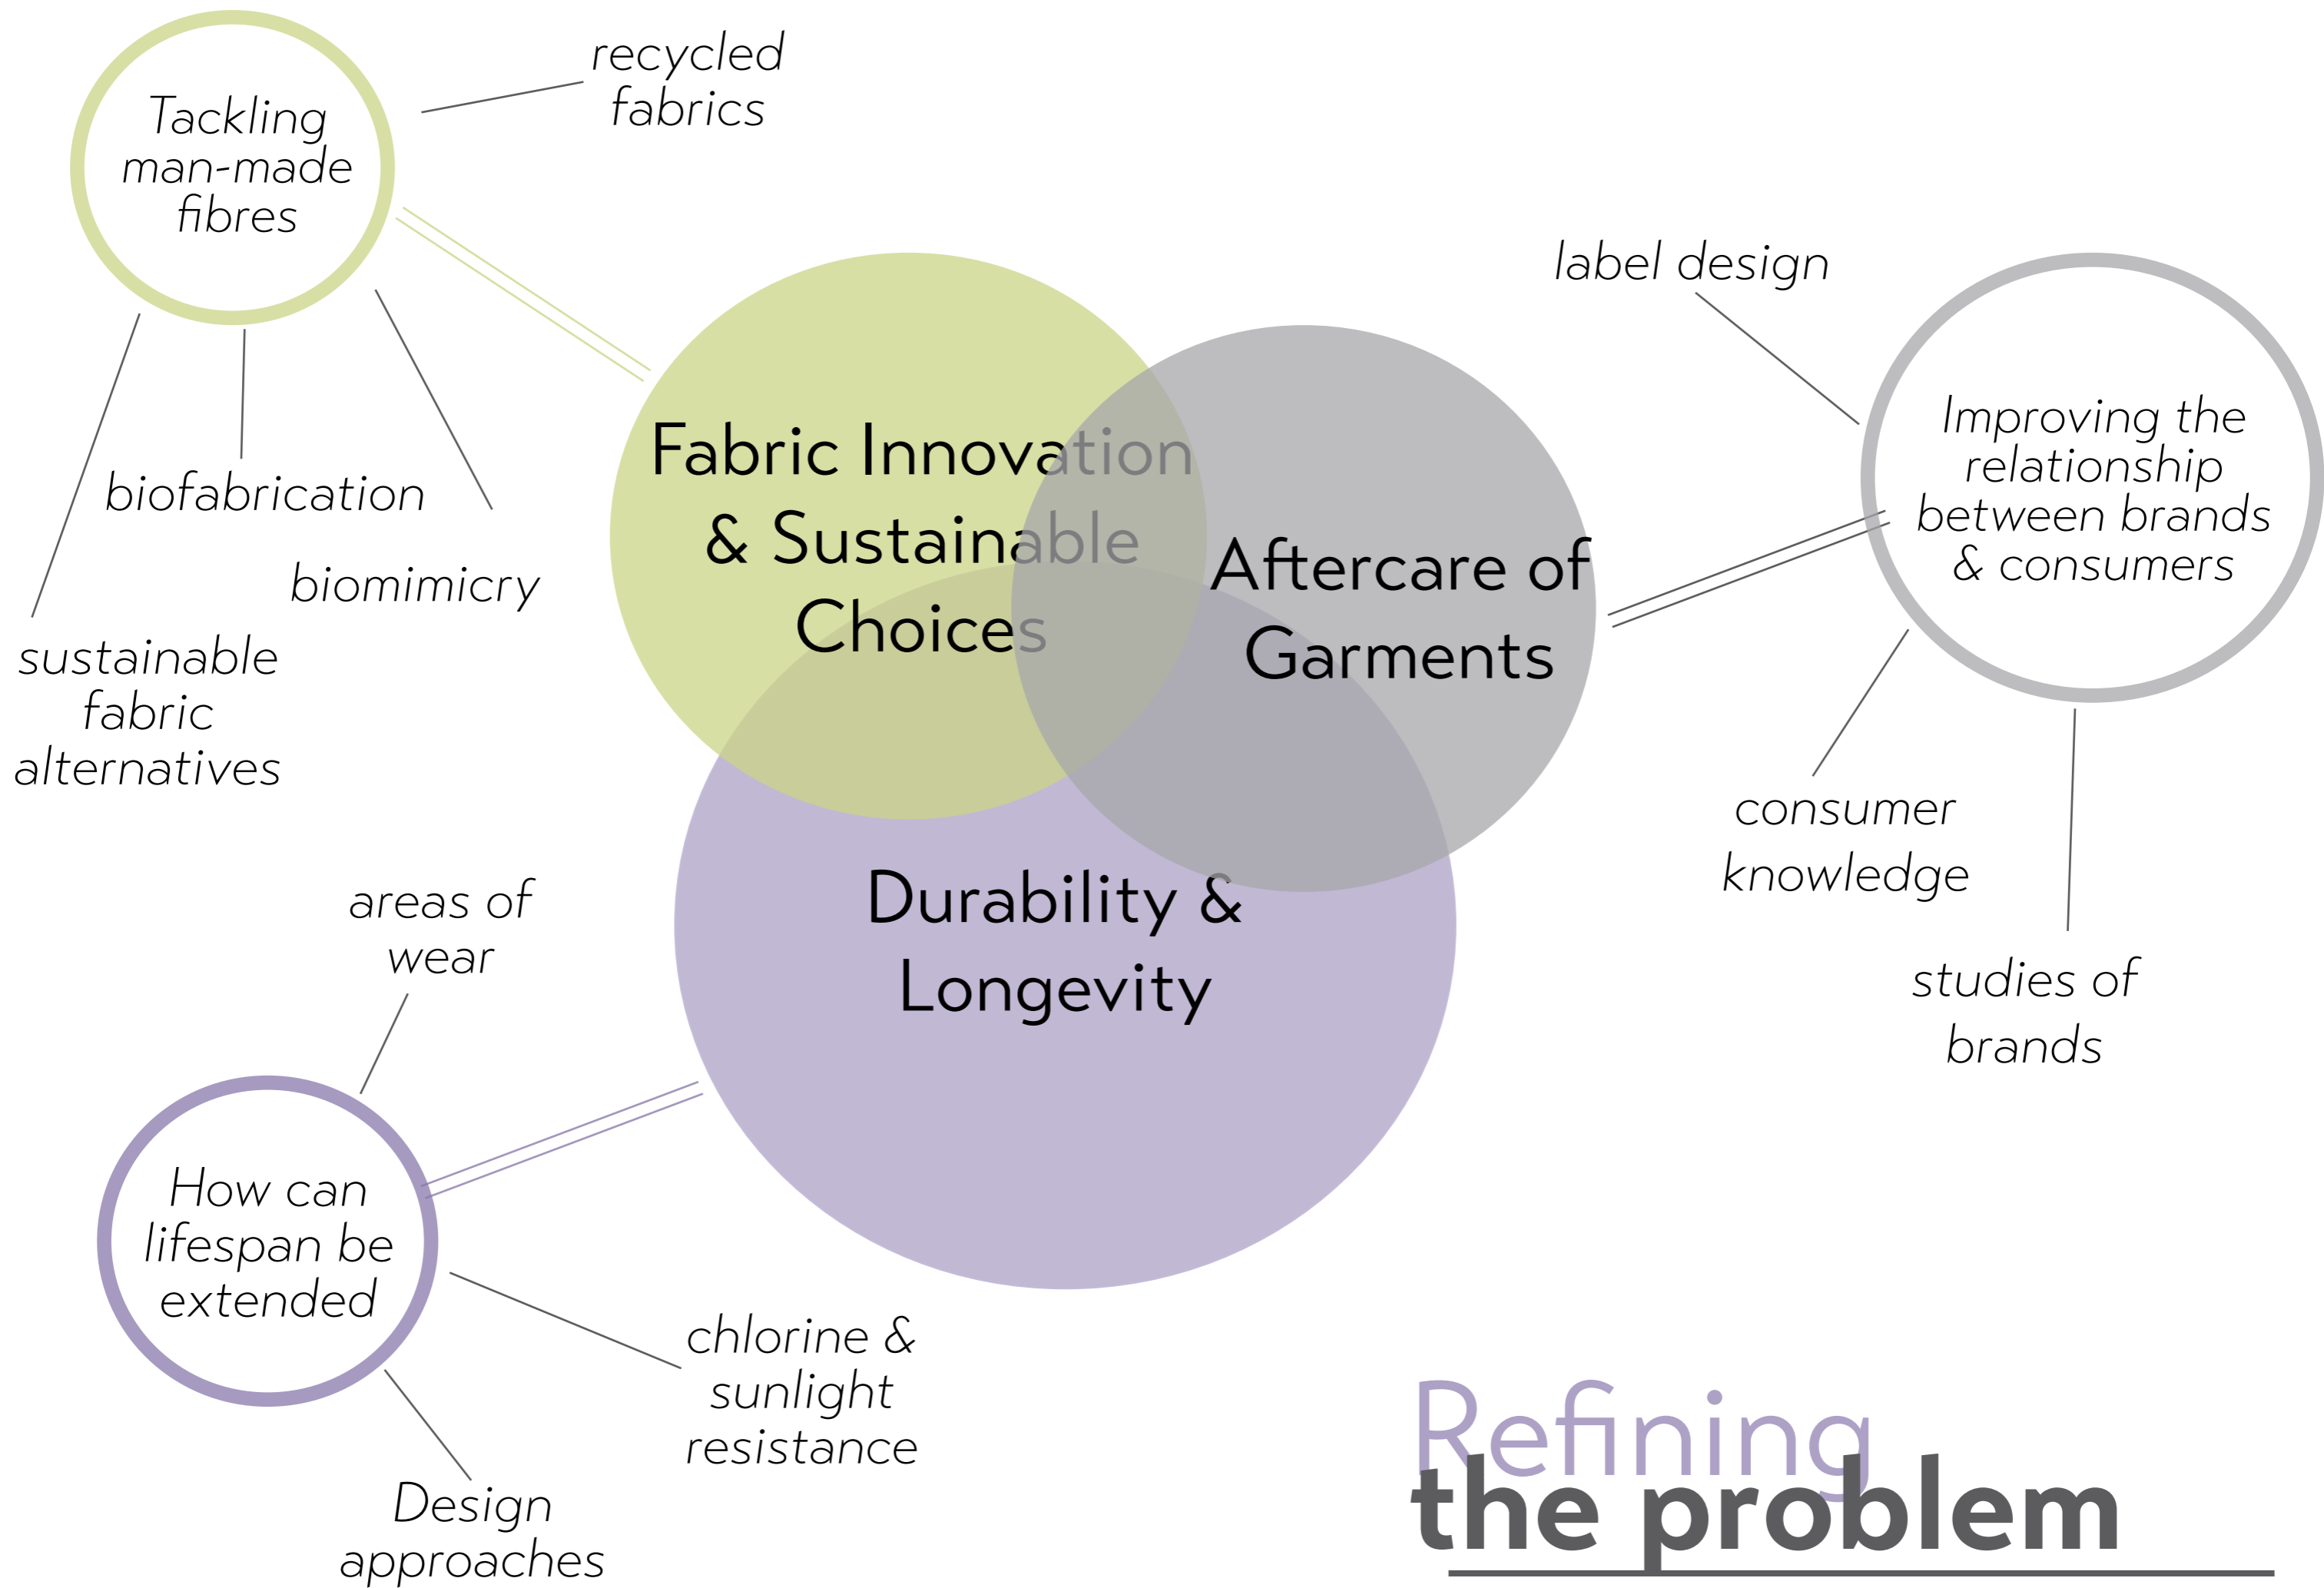 Tackling
man-made
fibres
recycled
fabrics
biofabrication
biomimicry
sustainable
fabric
alternatives
Fabric Innovation
& Sustainable
Choices
Aftercare of
Garments
Durability &
Longevity
label design
Improving the
relationship
between brands
& consumers
consumer
knowledge
studies of
brands
areas of
wear
How can
lifespan be
extended
chlorine &
sunlight
resistance
Design
approaches
Refining
the problem